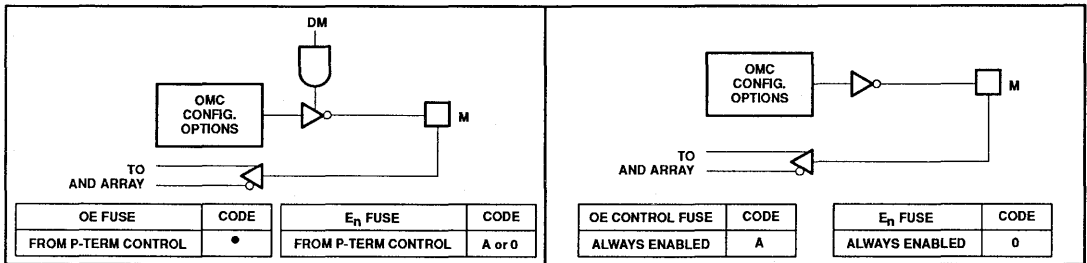 DM
OMC
CONFIG.
OPTIONS
M
TO
AND ARRAY
OE FUSE CODE
FROM P-TERM CONTROL •
En FUSE CODE
FROM P-TERM CONTROL A or 0
OMC
CONFIG.
OPTIONS
M
TO
AND ARRAY
OE CONTROL FUSE CODE
ALWAYS ENABLED A
En FUSE CODE
ALWAYS ENABLED 0